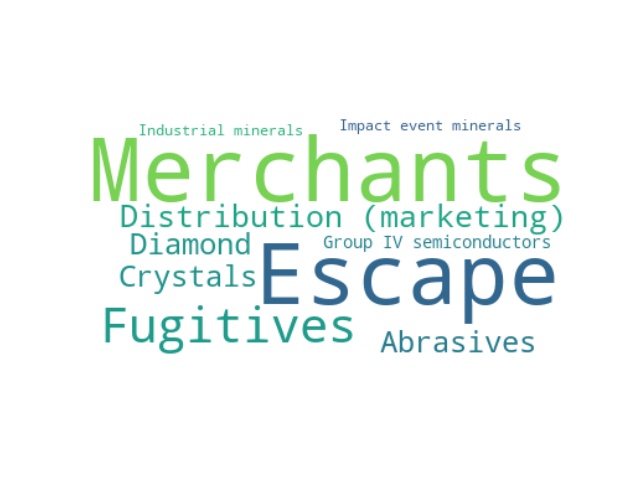 Industrial minerals
Impact event minerals
Merchants
Distribution (marketing)
Diamond
Group IV semiconductors
Crystals
Escape
Fugitives
Abrasives